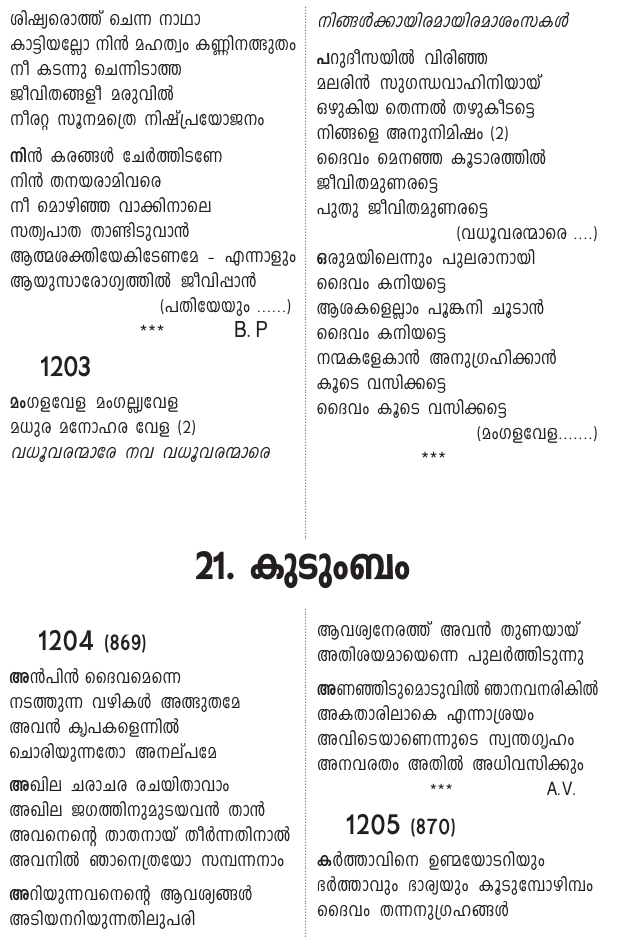 ശിഷ്യരൊത്ത് ചെന്ന നാഥാ
കാട്ടിയല്ലോ നിൻ മഹത്വം കണ്ണിനത്ഭുതം
നീ കടന്നു ചെന്നിടാത്ത
ജീവിതങ്ങളീ മരുവിൽ
നീരറ്റ സൂനമത്രെ നിഷ്പ്രയോജനം
നിൻ കരങ്ങൾ ചേർത്തിടണേ
നിൻ തനയരാമിവരെ
നീ മൊഴിഞ്ഞ വാക്കിനാലെ
സത്യപാത താണ്ടിടുവാൻ
ആത്മശക്തിയേകിടേണമേ - എന്നാളും
ആയുസാരോഗ്യത്തിൽ ജീവിപ്പാൻ
(പതിയേയും ......)
*** B. P
1203
മംഗളവേള മംഗല്ല്യവേള
മധുര മനോഹര വേള (2)
വധൂവരന്മാരേ നവ വധൂവരന്മാരെ
നിങ്ങൾക്കായിരമായിരമാശംസകൾ
പറുദീസയിൽ വിരിഞ്ഞ
മലരിൻ സുഗന്ധവാഹിനിയായ്
ഒഴുകിയ തെന്നൽ തഴുകീടട്ടെ
നിങ്ങളെ അനുനിമിഷം (2)
ദൈവം മെനഞ്ഞ കൂടാരത്തിൽ
ജീവിതമുണരട്ടെ
പുതു ജീവിതമുണരട്ടെ
(വധൂവരന്മാരെ ....)
ഒരുമയിലെന്നും പുലരാനായി
ദൈവം കനിയട്ടെ
ആശകളെല്ലാം പൂങ്കനി ചൂടാൻ
ദൈവം കനിയട്ടെ
നന്മകളേകാൻ അനുഗ്രഹിക്കാൻ
കൂടെ വസിക്കട്ടെ
ദൈവം കൂടെ വസിക്കട്ടെ
(മംഗളവേള.......)
***
21. കുടുംബം
1204 (869)
അൻപിൻ ദൈവമെന്നെ
നടത്തുന്ന വഴികൾ അത്ഭുതമേ
അവൻ കൃപകളെന്നിൽ
ചൊരിയുന്നതോ അനല്പമേ
അഖില ചരാചര രചയിതാവാം
അഖില ജഗത്തിനുമുടയവൻ താൻ
അവനെന്റെ താതനായ് തീർന്നതിനാൽ
അവനിൽ ഞാനെത്രയോ സമ്പന്നനാം
അറിയുന്നവനെന്റെ ആവശ്യങ്ങൾ
അടിയനറിയുന്നതിലുപരി
ആവശ്യനേരത്ത് അവൻ തുണയായ്
അതിശയമായെന്നെ പുലർത്തിടുന്നു
അണഞ്ഞിടുമൊടുവിൽ ഞാനവനരികിൽ
അകതാരിലാകെ എന്നാശ്രയം
അവിടെയാണെന്നുടെ സ്വന്തഗൃഹം
അനവരതം അതിൽ അധിവസിക്കും
*** A.V.
1205 (870)
കർത്താവിനെ ഉണ്മയോടറിയും
ഭർത്താവും ഭാര്യയും കൂടുമ്പോഴിമ്പം
ദൈവം തന്നനുഗ്രഹങ്ങൾ